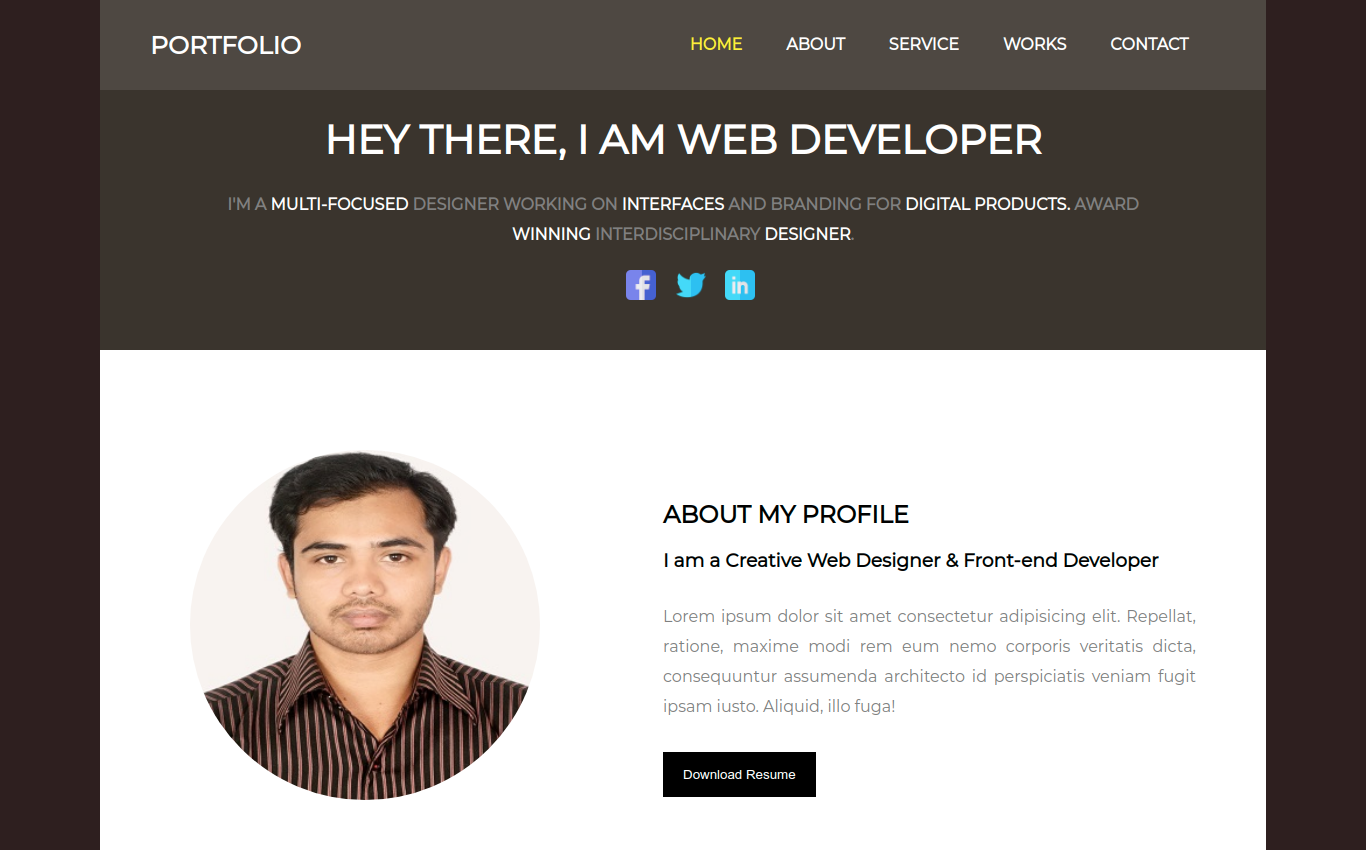 PORTFOLIO
HOME ABOUT SERVICE WORKS CONTACT
HEY THERE, I AM WEB DEVELOPER
I'M A MULTI-FOCUSED DESIGNER WORKING ON INTERFACES AND BRANDING FOR DIGITAL PRODUCTS. AWARD
WINNING INTERDISCIPLINARY DESIGNER.
f in
ABOUT MY PROFILE
I am a Creative Web Designer & Front-end Developer
Lorem ipsum dolor sit amet consectetur adipisicing elit. Repellat,
ratione, maxime modi rem eum nemo corporis veritatis dicta,
consequuntur assumenda architecto id perspiciatis veniam fugit
ipsam iusto. Aliquid, illo fuga!
Download Resume